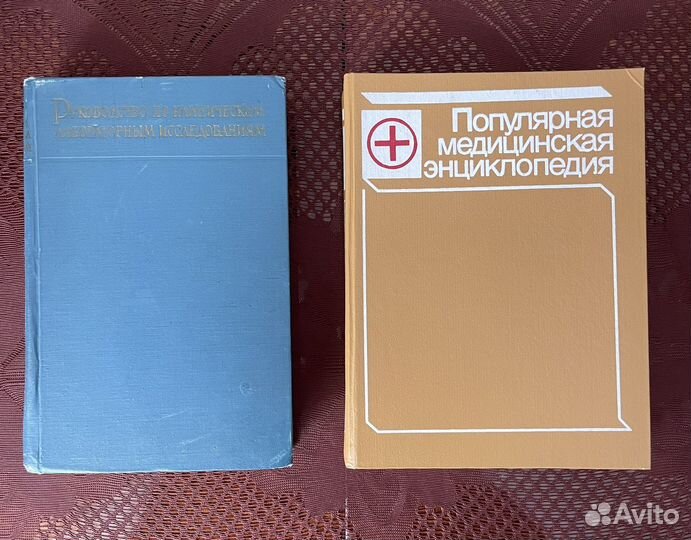 Руководство по клиническим
лабораторным исследованиям
Популярная
медицинская
энциклопедия
Avito